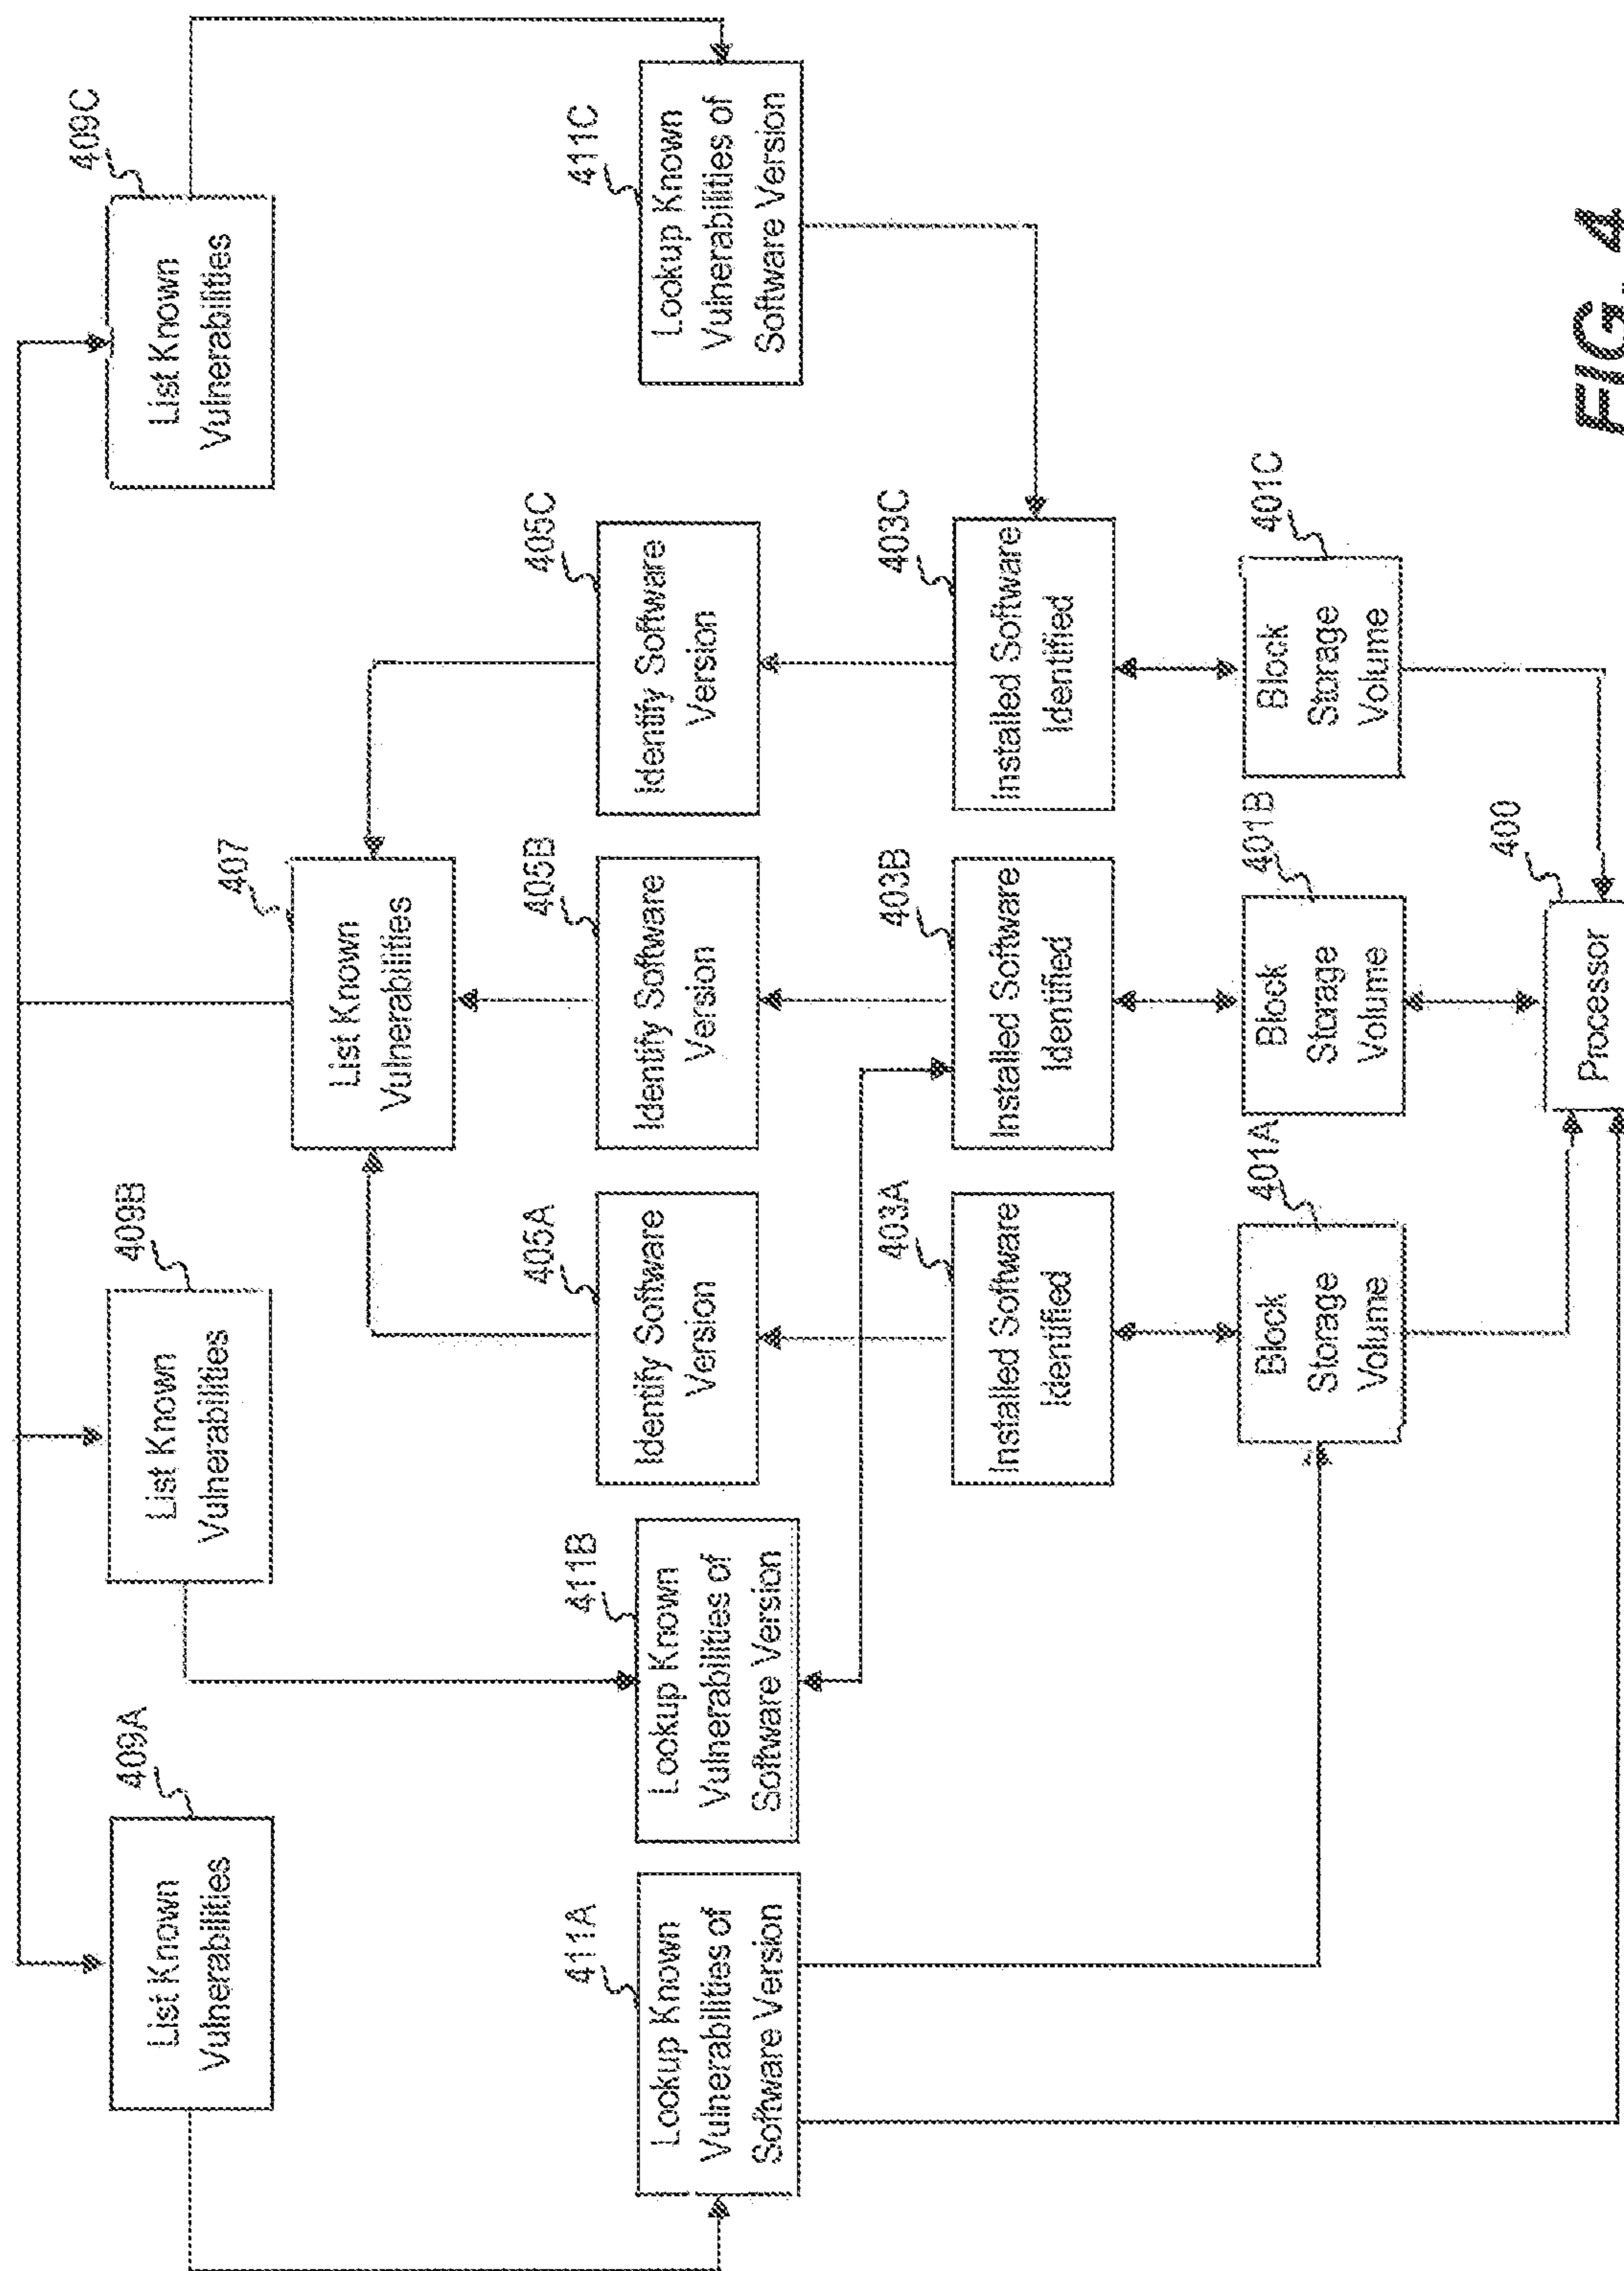 409A
List Known
Vulnerabilities
409B
List Known
Vulnerabilities
409C
List Known
Vulnerabilities
407
List Known
Vulnerabilities
411A
Lookup Known
Vulnerabilities of
Software Version
411B
Lookup Known
Vulnerabilities of
Software Version
405A
Identify Software
Version
405B
Identify Software
Version
405C
Identify Software
Version
411C
Lookup Known
Vulnerabilities of
Software Version
403A
Installed Software
Identified
403B
Installed Software
Identified
403C
Installed Software
Identified
401A
Block
Storage
Volume
401B
Block
Storage
Volume
401C
Block
Storage
Volume
400
Processor
FIG. 4